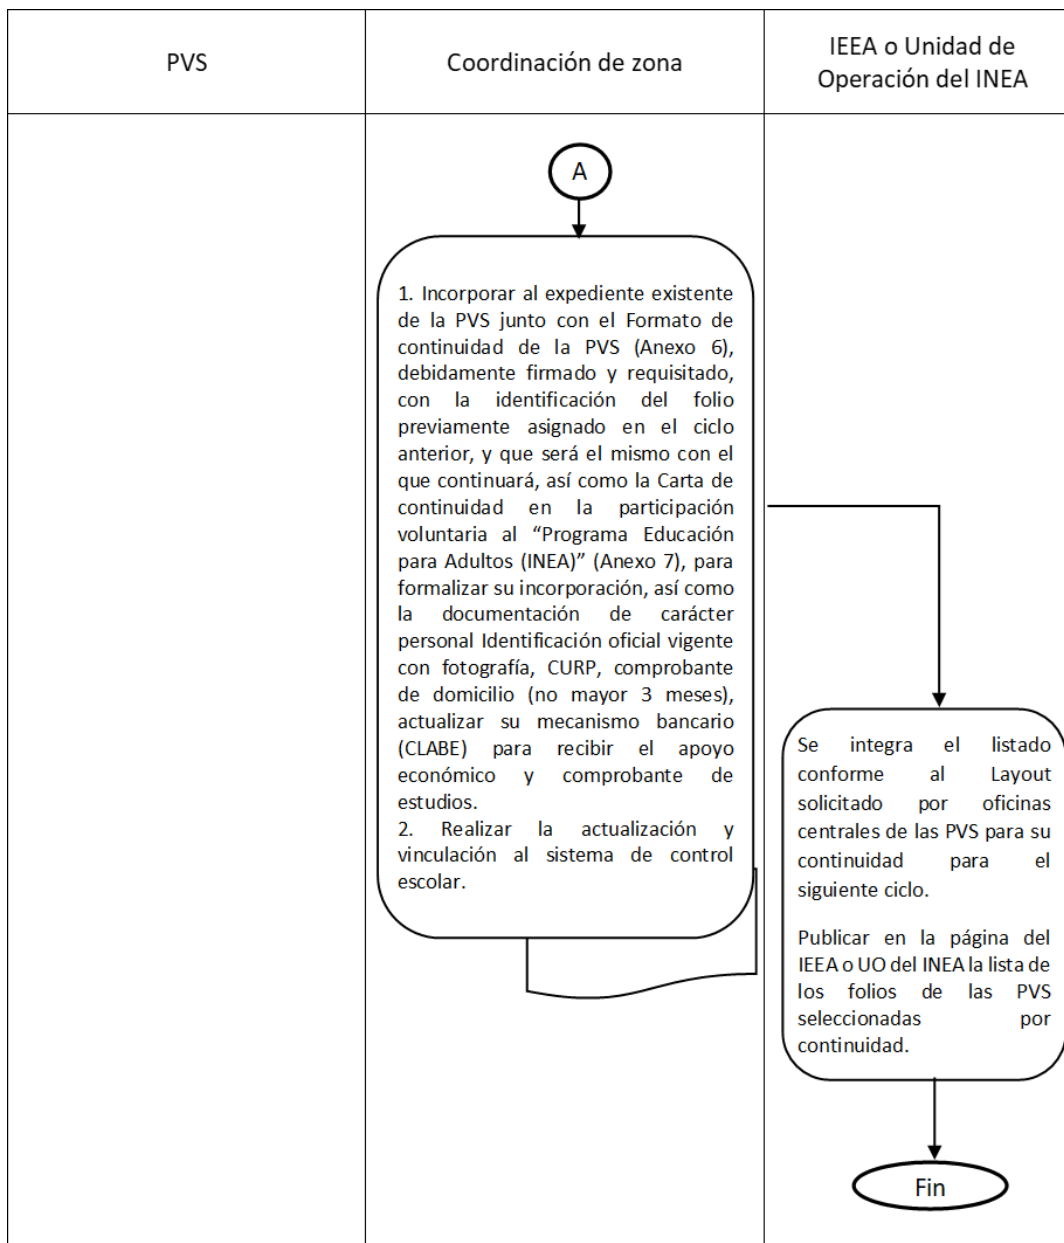 PVS
Coordinación de zona
IEEA o Unidad de
Operación del INEA
A
1. Incorporar al expediente existente
de la PVS junto con el Formato de
continuidad de la PVS (Anexo 6),
debidamente firmado y requisitado,
con la identificación del folio
previamente asignado en el ciclo
anterior, y que será el mismo con el
que continuará, así como la Carta de
continuidad en la participación
voluntaria al “Programa Educación
para Adultos (INEA)” (Anexo 7), para
formalizar su incorporación, así como
la documentación de carácter
personal Identificación oficial vigente
con fotografía, CURP, comprobante
de domicilio (no mayor 3 meses),
actualizar su mecanismo bancario
(CLABE) para recibir el apoyo
económico y comprobante de
estudios.
2. Realizar la actualización y
vinculación al sistema de control
escolar.
Se integra el listado
conforme al Layout
solicitado por oficinas
centrales de las PVS para su
continuidad para el
siguiente ciclo.
Publicar en la página del
IEEA o UO del INEA la lista de
los folios de las PVS
seleccionadas por
continuidad.
Fin